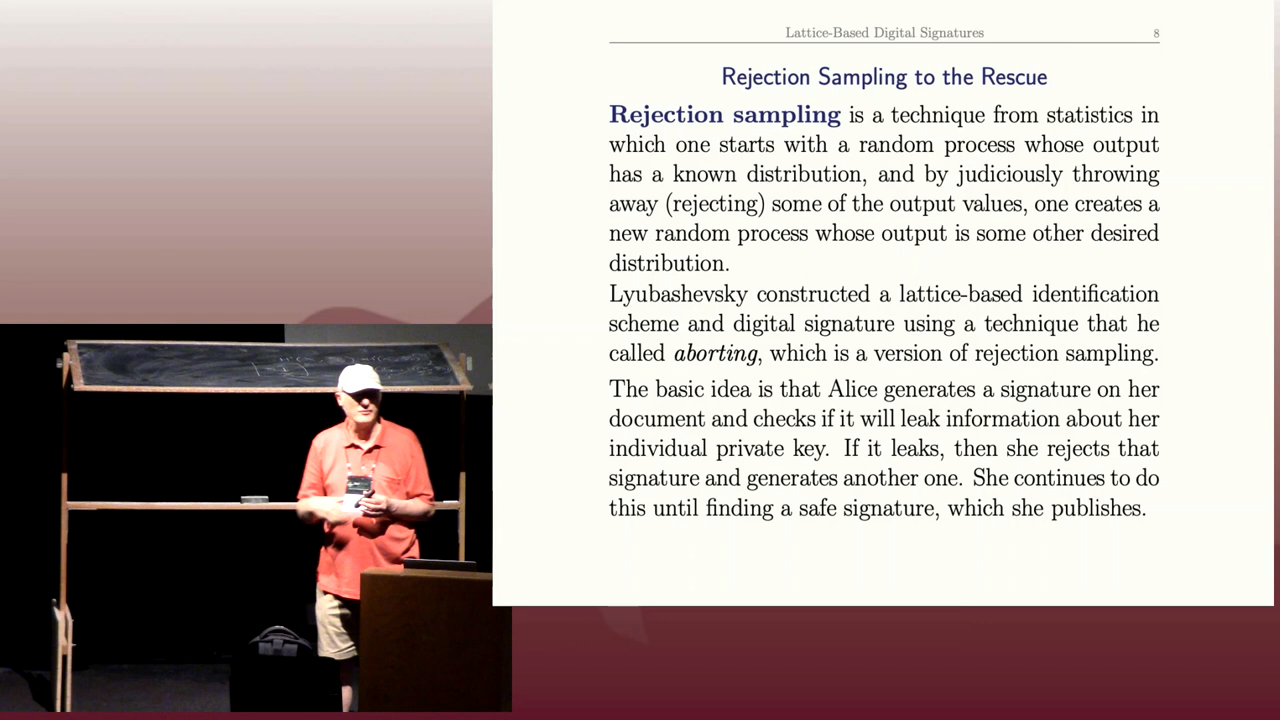 Lattice-Based Digital Signatures 8
Rejection Sampling to the Rescue
Rejection sampling is a technique from statistics in
which one starts with a random process whose output
has a known distribution, and by judiciously throwing
away (rejecting) some of the output values, one creates a
new random process whose output is some other desired
distribution.
Lyubashevsky constructed a lattice-based identification
scheme and digital signature using a technique that he
called aborting, which is a version of rejection sampling.
The basic idea is that Alice generates a signature on her
document and checks if it will leak information about her
individual private key. If it leaks, then she rejects that
signature and generates another one. She continues to do
this until finding a safe signature, which she publishes.